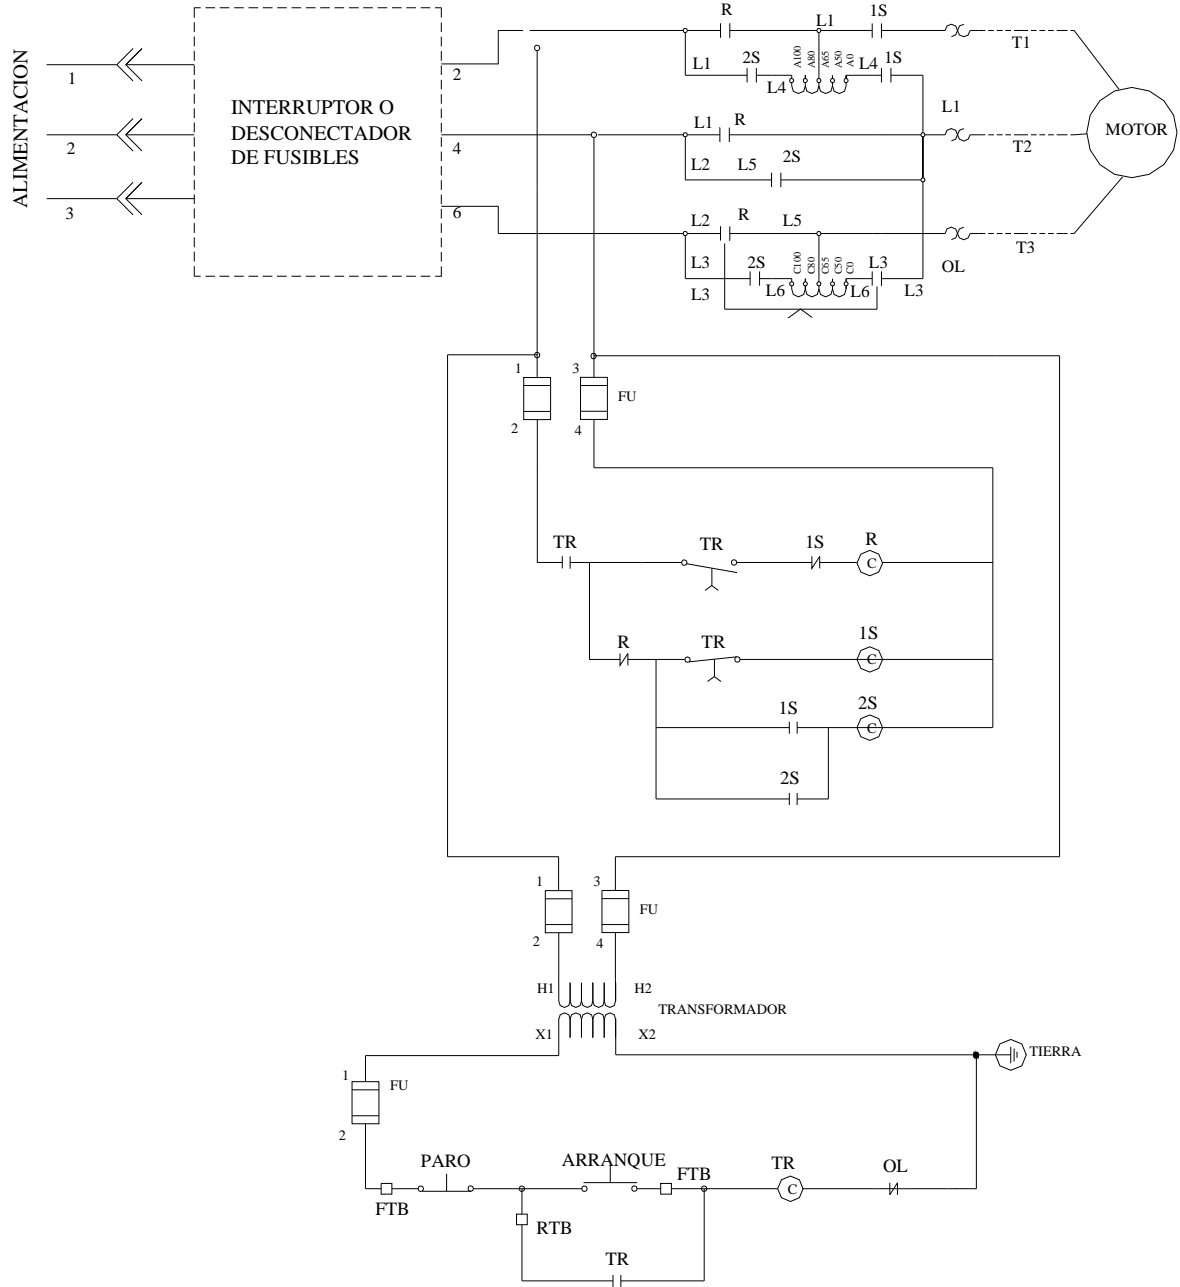 ALIMENTACION
1
2
3
INTERRUPTOR O
DESCONECTADOR
DE FUSIBLES
2
4
6
R
L1
1S
T1
L1
2S
L4
A100
A80
A65
A50
A0
L4
1S
L1
MOTOR
L1
R
T2
L2
L5
2S
L2
R
L5
T3
L3
2S
C100
C80
C65
C50
C0
L3
OL
L3
L6
L6
L3
1
3
FU
2
4
TR
TR
1S
R
C
R
TR
1S
C
1S
2S
C
2S
1
3
FU
2
4
H1
H2
TRANSFORMADOR
X1
X2
TIERRA
1
FU
2
PARO
ARRANQUE
FTB
TR
OL
C
FTB
RTB
TR